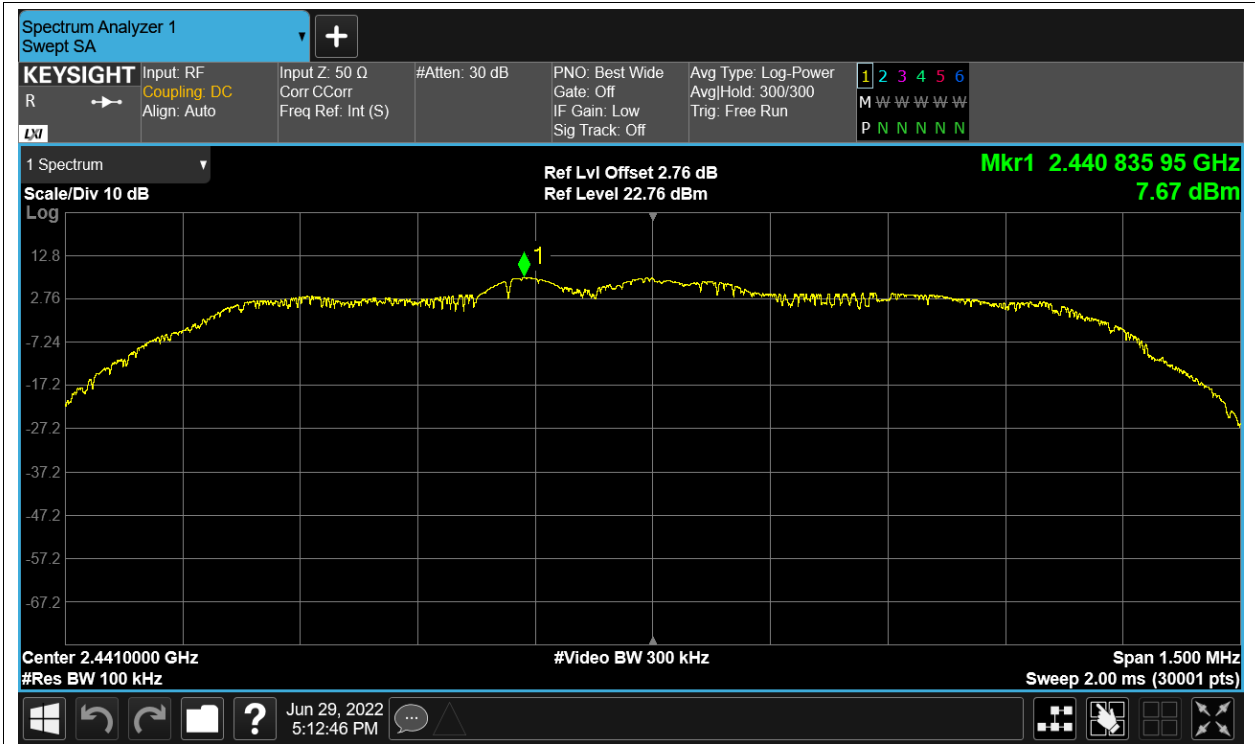 Spectrum Analyzer 1
Swept SA
KEYSIGHT
R
LXI
Input: RF
Coupling: DC
Align: Auto
Input Z: 50 Ω
Corr CCorr
Freq Ref: Int (S)
#Atten: 30 dB
PNO: Best Wide
Gate: Off
IF Gain: Low
Sig Track: Off
Avg Type: Log-Power
Avg|Hold: 300/300
Trig: Free Run
1 2 3 4 5 6
M W W W W W
P N N N N N
1 Spectrum
Scale/Div 10 dB
Log
Ref Lvl Offset 2.76 dB
Ref Level 22.76 dBm
Mkr1 2.440 835 95 GHz
7.67 dBm
1
12.8
2.76
-7.24
-17.2
-27.2
-37.2
-47.2
-57.2
-67.2
Center 2.4410000 GHz
#Video BW 300 kHz
Span 1.500 MHz
#Res BW 100 kHz
Sweep 2.00 ms (30001 pts)
?
Jun 29, 2022
5:12:46 PM